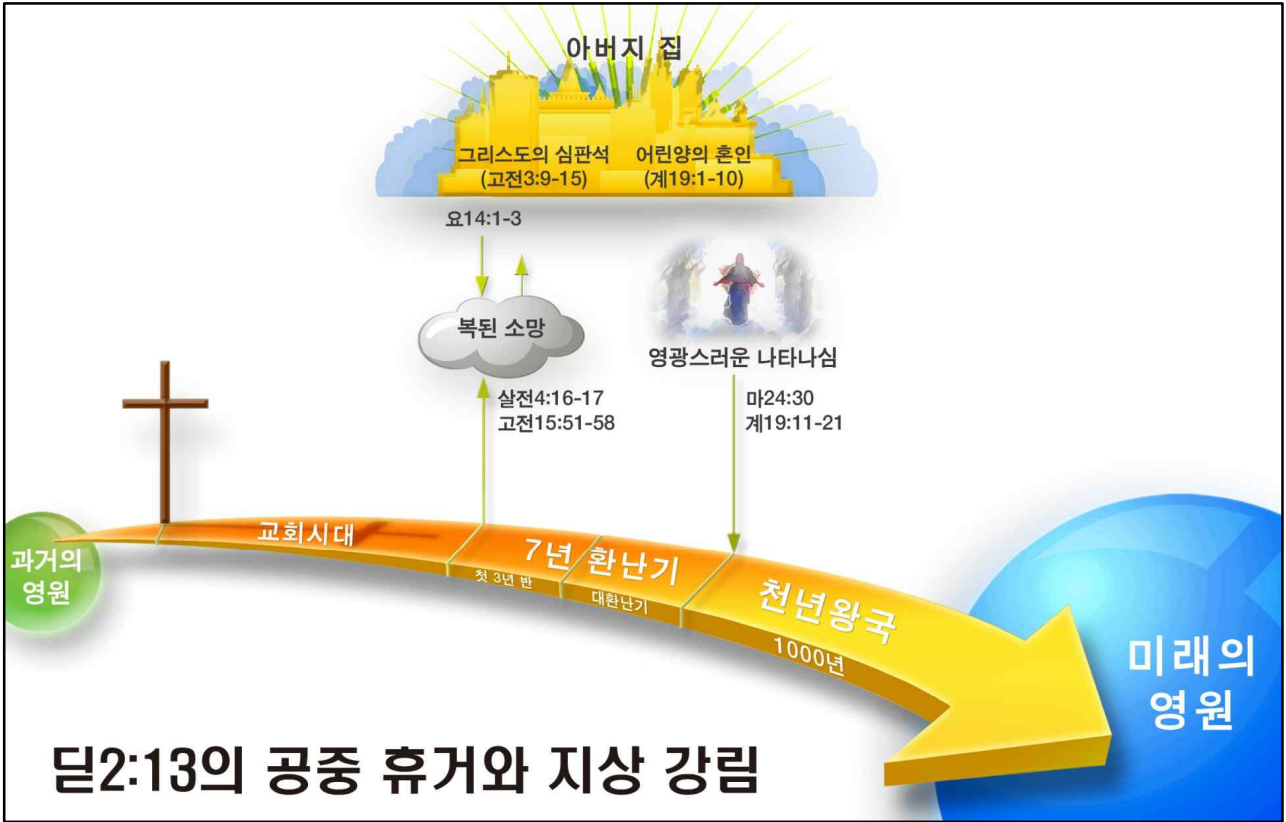 아버지 집
그리스도의 심판석
(고전3:9-15)
어린양의 혼인
(계19:1-10)
요14:1-3
복된 소망
영광스러운 나타나심
살전4:16-17
고전15:51-58
마24:30
계19:11-21
과거의
영원
교회시대
7년 환난기
첫 3년 반
대환난기
천년왕국
1000년
미래의
영원
딛2:13의 공중 휴거와 지상 강림